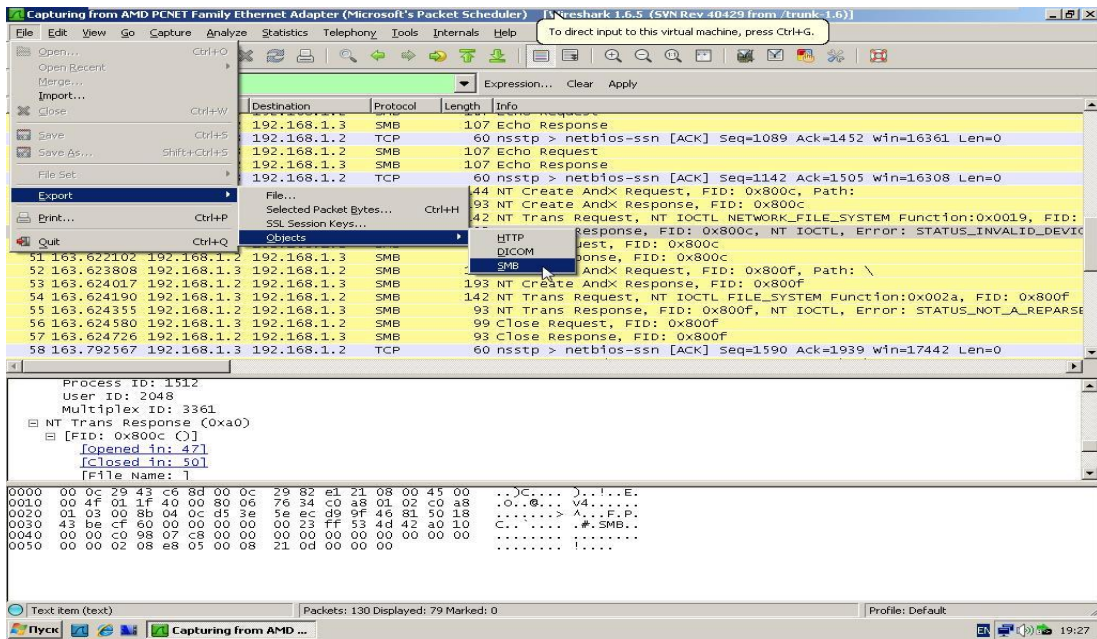 Capturing from AMD PCNET Family Ethernet Adapter (Microsoft's Packet Scheduler) [Wireshark 1.6.5 (SVN Rev 40429 from /trunk-1.6)]
File Edit View Go Capture Analyze Statistics Telephony Tools Internals Help
To direct input to this virtual machine, press Ctrl+G.
Open... Ctrl+O
Open Recent
Merge...
Import...
Close Ctrl+W
Save Ctrl+S
Save As... Shift+Ctrl+S
File Set
Export
Print... Ctrl+P
Quit Ctrl+Q
File...
Selected Packet Bytes... Ctrl+H
SSL Session Keys...
Objects
HTTP
DICOM
SMB
Expression... Clear Apply
Destination Protocol Length Info
192.168.1.3 SMB 107 Echo Response
192.168.1.2 TCP 60 nsstp > netbios-ssn [ACK] Seq=1089 Ack=1452 Win=16361 Len=0
192.168.1.2 SMB 107 Echo Request
192.168.1.3 SMB 107 Echo Response
192.168.1.2 TCP 60 nsstp > netbios-ssn [ACK] Seq=1142 Ack=1505 Win=16308 Len=0
44 NT Create AndX Request, FID: 0x800c, Path:
93 NT Create AndX Response, FID: 0x800c
42 NT Trans Request, NT IOCTL NETWORK_FILE_SYSTEM Function:0x0019, FID:
Response, FID: 0x800c, NT IOCTL, Error: STATUS_INVALID_DEVIC
uest, FID: 0x800c
51 163.622102 192.168.1.2 192.168.1.3 SMB ponse, FID: 0x800c
52 163.623808 192.168.1.3 192.168.1.2 SMB AndX Request, FID: 0x800f, Path: \
53 163.624017 192.168.1.2 192.168.1.3 SMB 193 NT Create AndX Response, FID: 0x800f
54 163.624190 192.168.1.3 192.168.1.2 SMB 142 NT Trans Request, NT IOCTL FILE_SYSTEM Function:0x002a, FID: 0x800f
55 163.624355 192.168.1.2 192.168.1.3 SMB 93 NT Trans Response, FID: 0x800f, NT IOCTL, Error: STATUS_NOT_A_REPARSE
56 163.624580 192.168.1.3 192.168.1.2 SMB 99 Close Request, FID: 0x800f
57 163.624726 192.168.1.2 192.168.1.3 SMB 93 Close Response, FID: 0x800f
58 163.792567 192.168.1.3 192.168.1.2 TCP 60 nsstp > netbios-ssn [ACK] Seq=1590 Ack=1939 Win=17442 Len=0
Process ID: 1512
User ID: 2048
Multiplex ID: 3361
NT Trans Response (0xa0)
[FID: 0x800c ()]
[Opened in: 47]
[Closed in: 50]
[File Name: ]
0000 00 0c 29 43 c6 8d 00 0c 29 82 e1 21 08 00 45 00 ..)C.... )..!..E.
0010 00 4f 01 1f 40 00 80 06 76 34 c0 a8 01 02 c0 a8 .O..@... v4......
0020 01 03 00 8b 04 0c d5 3e 5e ec d9 9f 46 81 50 18 .......> ^...F.P.
0030 43 be cf 60 00 00 00 00 00 23 ff 53 4d 42 a0 10 C..`.... .#.SMB..
0040 00 00 c0 98 07 c8 00 00 00 00 00 00 00 00 00 00 ........ ........
0050 00 00 02 08 e8 05 00 08 21 0d 00 00 00 ........ !....
Text item (text) Packets: 130 Displayed: 79 Marked: 0 Profile: Default
Пуск Capturing from AMD ... EN 19:27